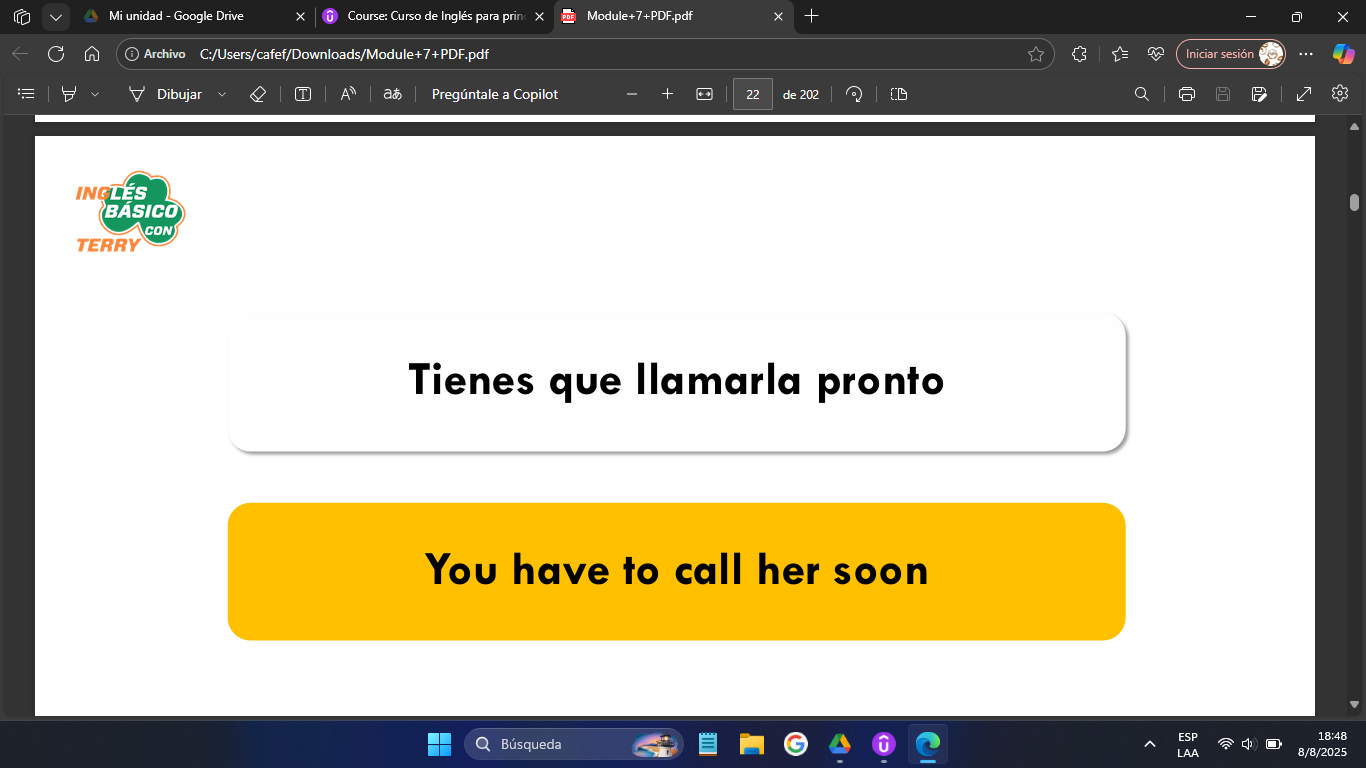 Mi unidad - Google Drive
Course: Curso de Inglés para prin
Module+7+PDF.pdf
Archivo C:/Users/cafef/Downloads/Module+7+PDF.pdf
Iniciar sesión
Dibujar
Pregúntale a Copilot
22 de 202
INGLÉS
BÁSICO
CON
TERRY
Tienes que llamarla pronto
You have to call her soon
Búsqueda
ESP
LAA
18:48
8/8/2025